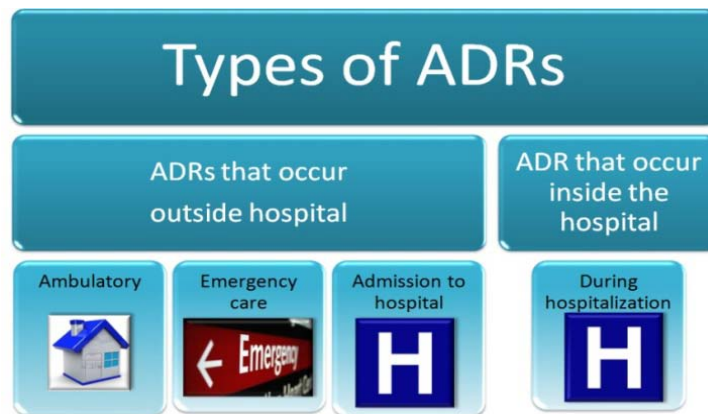 Types of ADRs
ADRs that occur
outside hospital
ADR that occur
inside the
hospital
Ambulatory
Emergency
care
Emergency
Admission to
hospital
H
During
hospitalization
H